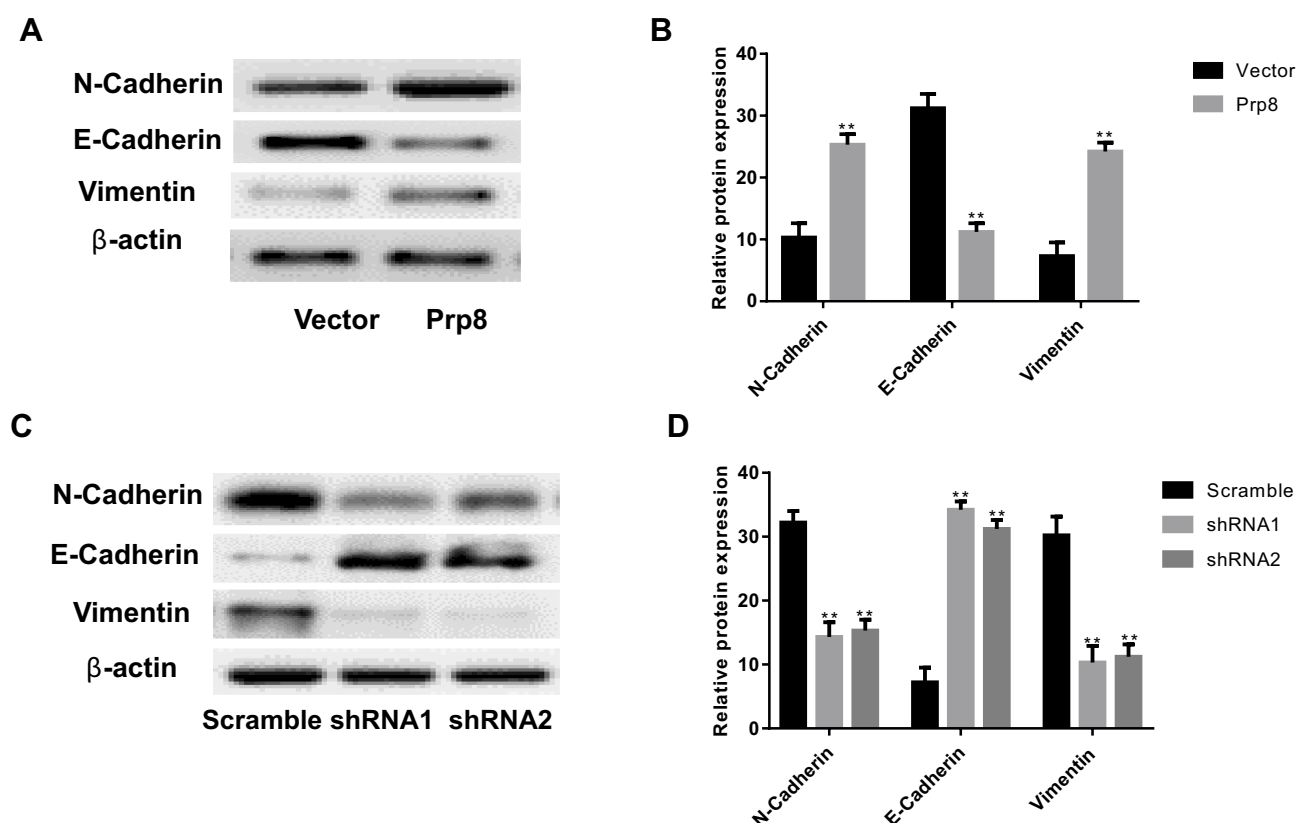 A
N-Cadherin
E-Cadherin
Vimentin
β-actin
Vector Prp8
B
Relative protein expression
40
30
20
10
0
** ** **
N-Cadherin
E-Cadherin
Vimentin
Vector
Prp8
C
N-Cadherin
E-Cadherin
Vimentin
β-actin
Scramble shRNA1 shRNA2
D
Relative protein expression
40
30
20
10
0
** ** ** ** ** **
N-Cadherin
E-Cadherin
Vimentin
Scramble
shRNA1
shRNA2